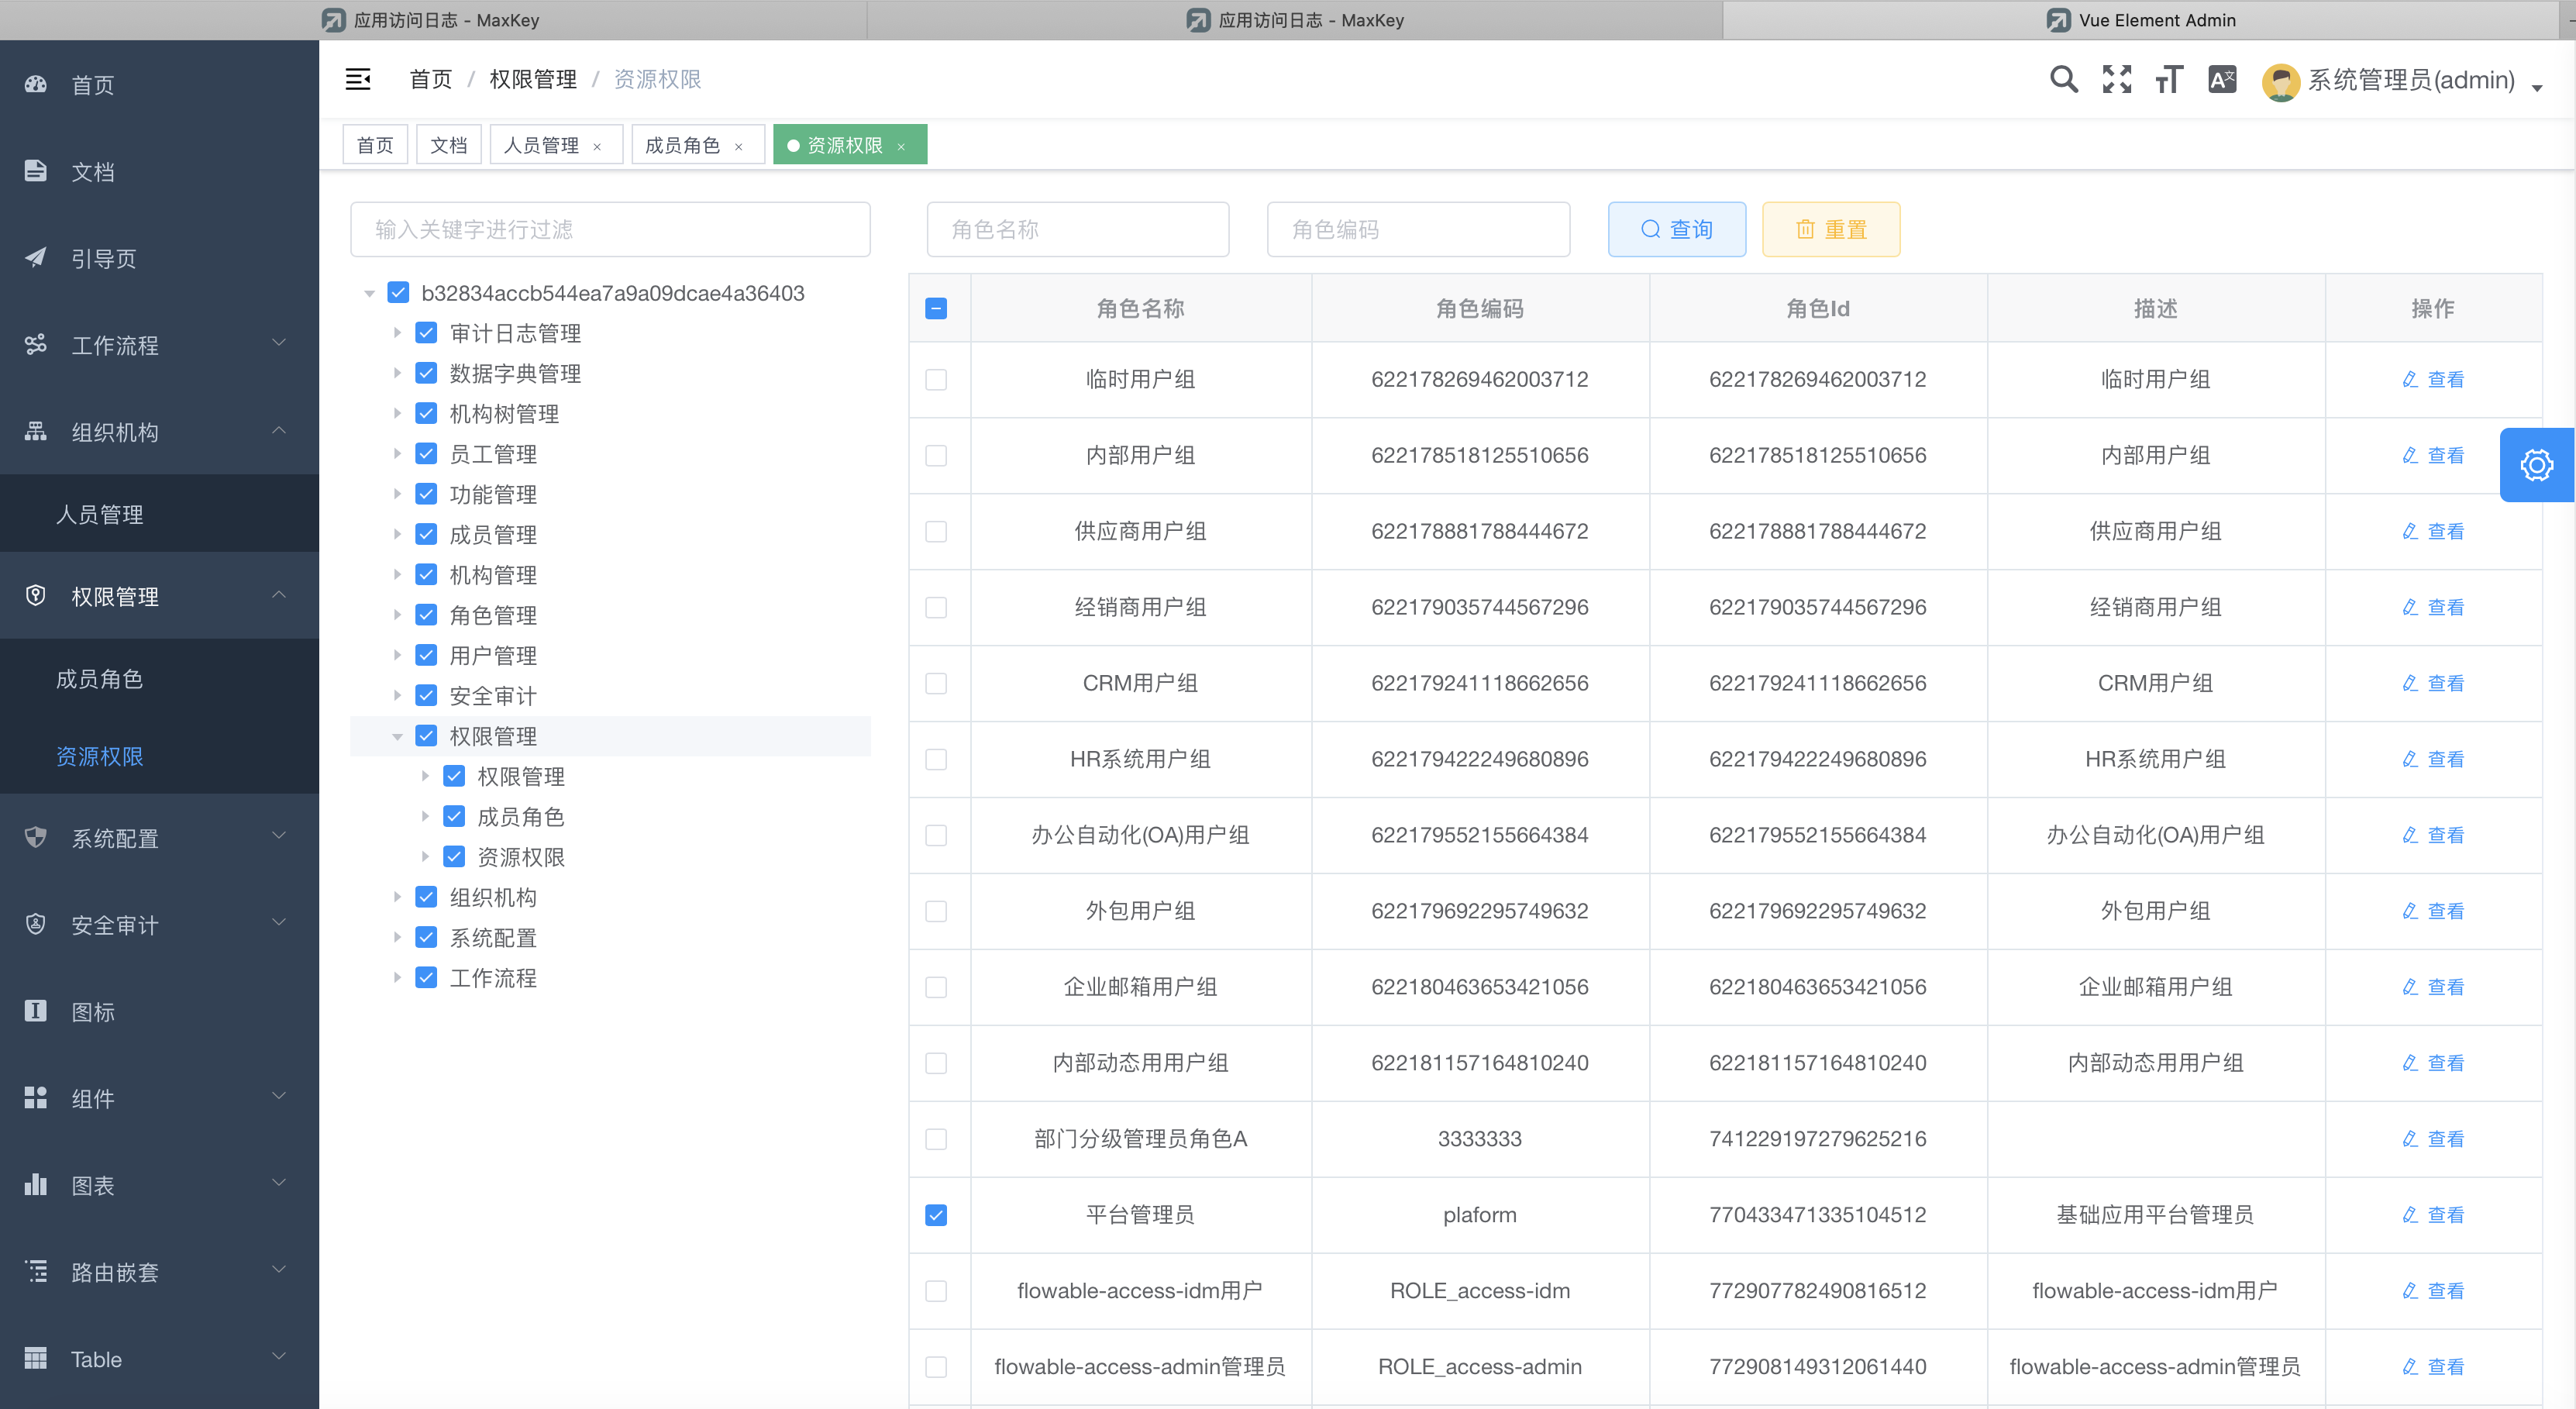 应用访问日志 - MaxKey
应用访问日志 - MaxKey
Vue Element Admin
首页
文档
引导页
工作流程
组织机构
人员管理
权限管理
成员角色
资源权限
系统配置
安全审计
图标
组件
图表
路由嵌套
Table
首页 / 权限管理 / 资源权限
系统管理员(admin)
首页
文档
人员管理 ×
成员角色 ×
资源权限 ×
输入关键字进行过滤
b32834accb544ea7a9a09dcae4a36403
审计日志管理
数据字典管理
机构树管理
员工管理
功能管理
成员管理
机构管理
角色管理
用户管理
安全审计
权限管理
权限管理
成员角色
资源权限
组织机构
系统配置
工作流程
角色名称
角色编码
查询
重置
角色名称 角色编码 角色Id 描述 操作
临时用户组 622178269462003712 622178269462003712 临时用户组 查看
内部用户组 622178518125510656 622178518125510656 内部用户组 查看
供应商用户组 622178881788444672 622178881788444672 供应商用户组 查看
经销商用户组 622179035744567296 622179035744567296 经销商用户组 查看
CRM用户组 622179241118662656 622179241118662656 CRM用户组 查看
HR系统用户组 622179422249680896 622179422249680896 HR系统用户组 查看
办公自动化(OA)用户组 622179552155664384 622179552155664384 办公自动化(OA)用户组 查看
外包用户组 622179692295749632 622179692295749632 外包用户组 查看
企业邮箱用户组 622180463653421056 622180463653421056 企业邮箱用户组 查看
内部动态用用户组 622181157164810240 622181157164810240 内部动态用用户组 查看
部门分级管理员角色A 3333333 741229197279625216 查看
平台管理员 plaform 770433471335104512 基础应用平台管理员 查看
flowable-access-idm用户 ROLE_access-idm 772907782490816512 flowable-access-idm用户 查看
flowable-access-admin管理员 ROLE_access-admin 772908149312061440 flowable-access-admin管理员 查看